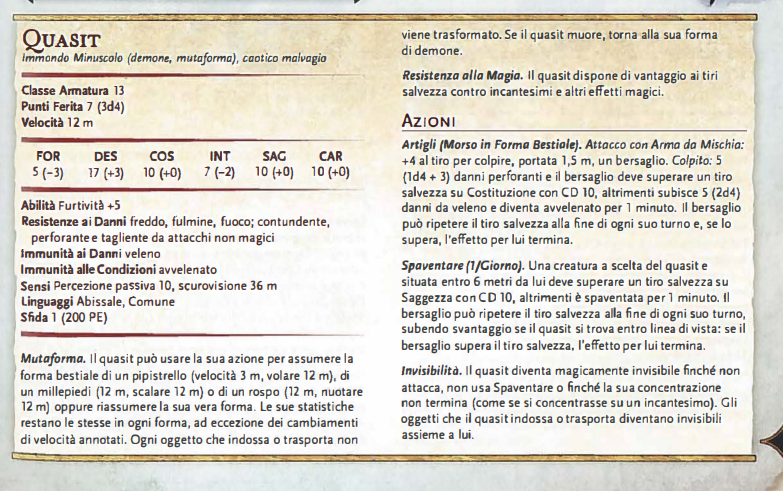 QUASIT
Immondo Minuscolo (demone, mutaforma), caotico malvagio
Classe Armatura 13
Punti Ferita 7 (3d4)
Velocità 12 m
FOR DES COS INT SAG CAR
5 (−3) 17 (+3) 10 (+0) 7 (−2) 10 (+0) 10 (+0)
Abilità Furtività +5
Resistenze ai Danni freddo, fulmine, fuoco; contundente,
perforante e tagliente da attacchi non magici
Immunità ai Danni veleno
Immunità alle Condizioni avvelenato
Sensi Percezione passiva 10, scurovisione 36 m
Linguaggi Abissale, Comune
Sfida 1 (200 PE)
Mutaforma. Il quasit può usare la sua azione per assumere la
forma bestiale di un pipistrello (velocità 3 m, volare 12 m), di
un millepiedi (12 m, scalare 12 m) o di un rospo (12 m, nuotare
12 m) oppure riassumere la sua vera forma. Le sue statistiche
restano le stesse in ogni forma, ad eccezione dei cambiamenti
di velocità annotati. Ogni oggetto che indossa o trasporta non
viene trasformato. Se il quasit muore, torna alla sua forma
di demone.
Resistenza alla Magia. Il quasit dispone di vantaggio ai tiri
salvezza contro incantesimi e altri effetti magici.
AZIONI
Artigli (Morso in Forma Bestiale). Attacco con Arma da Mischia:
+4 al tiro per colpire, portata 1,5 m, un bersaglio. Colpito: 5
(1d4 + 3) danni perforanti e il bersaglio deve superare un tiro
salvezza su Costituzione con CD 10, altrimenti subisce 5 (2d4)
danni da veleno e diventa avvelenato per 1 minuto. Il bersaglio
può ripetere il tiro salvezza alla fine di ogni suo turno e, se lo
supera, l'effetto per lui termina.
Spaventare (1/Giorno). Una creatura a scelta del quasit e
situata entro 6 metri da lui deve superare un tiro salvezza su
Saggezza con CD 10, altrimenti è spaventata per 1 minuto. Il
bersaglio può ripetere il tiro salvezza alla fine di ogni suo turno,
subendo svantaggio se il quasit si trova entro linea di vista: se il
bersaglio supera il tiro salvezza, l'effetto per lui termina.
Invisibilità. Il quasit diventa magicamente invisibile finché non
attacca, non usa Spaventare o finché la sua concentrazione
non termina (come se si concentrasse su un incantesimo). Gli
oggetti che il quasit indossa o trasporta diventano invisibili
assieme a lui.